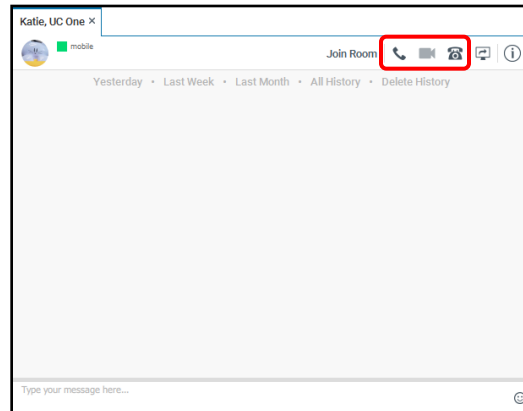 Katie, UC One ×
mobile
Join Room
Yesterday • Last Week • Last Month • All History • Delete History
Type your message here...